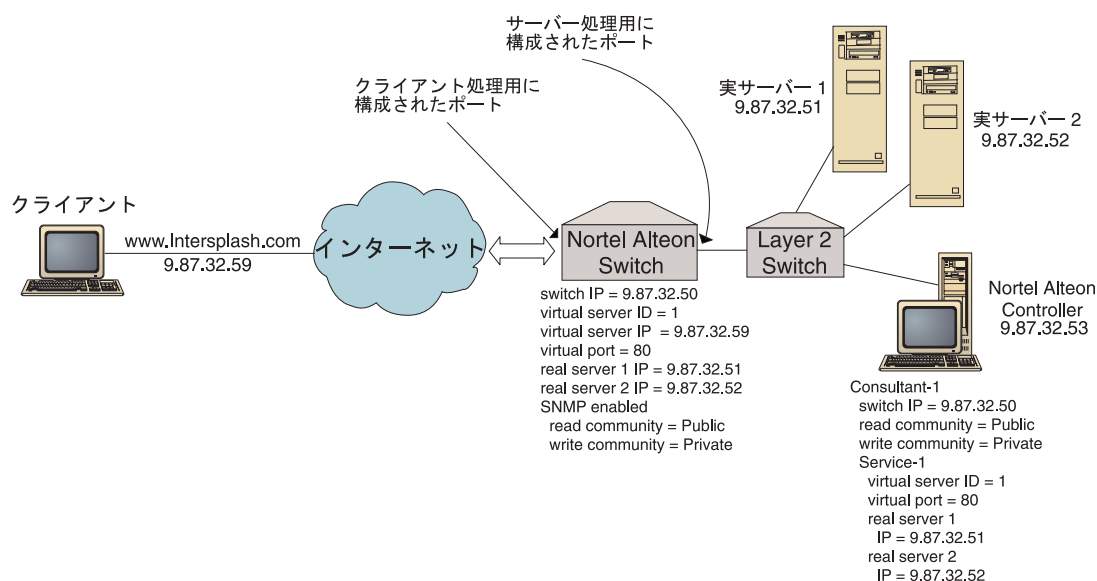 サーバー処理用に
構成されたポート
クライアント処理用に
構成されたポート
実サーバー 1
9.87.32.51
実サーバー 2
9.87.32.52
クライアント
www.Intersplash.com
9.87.32.59
インターネット
Nortel Alteon
Switch
Layer 2
Switch
switch IP = 9.87.32.50
virtual server ID = 1
virtual server IP = 9.87.32.59
virtual port = 80
real server 1 IP = 9.87.32.51
real server 2 IP = 9.87.32.52
SNMP enabled
read community = Public
write community = Private
Nortel Alteon
Controller
9.87.32.53
Consultant-1
switch IP = 9.87.32.50
read community = Public
write community = Private
Service-1
virtual server ID = 1
virtual port = 80
real server 1
IP = 9.87.32.51
real server 2
IP = 9.87.32.52